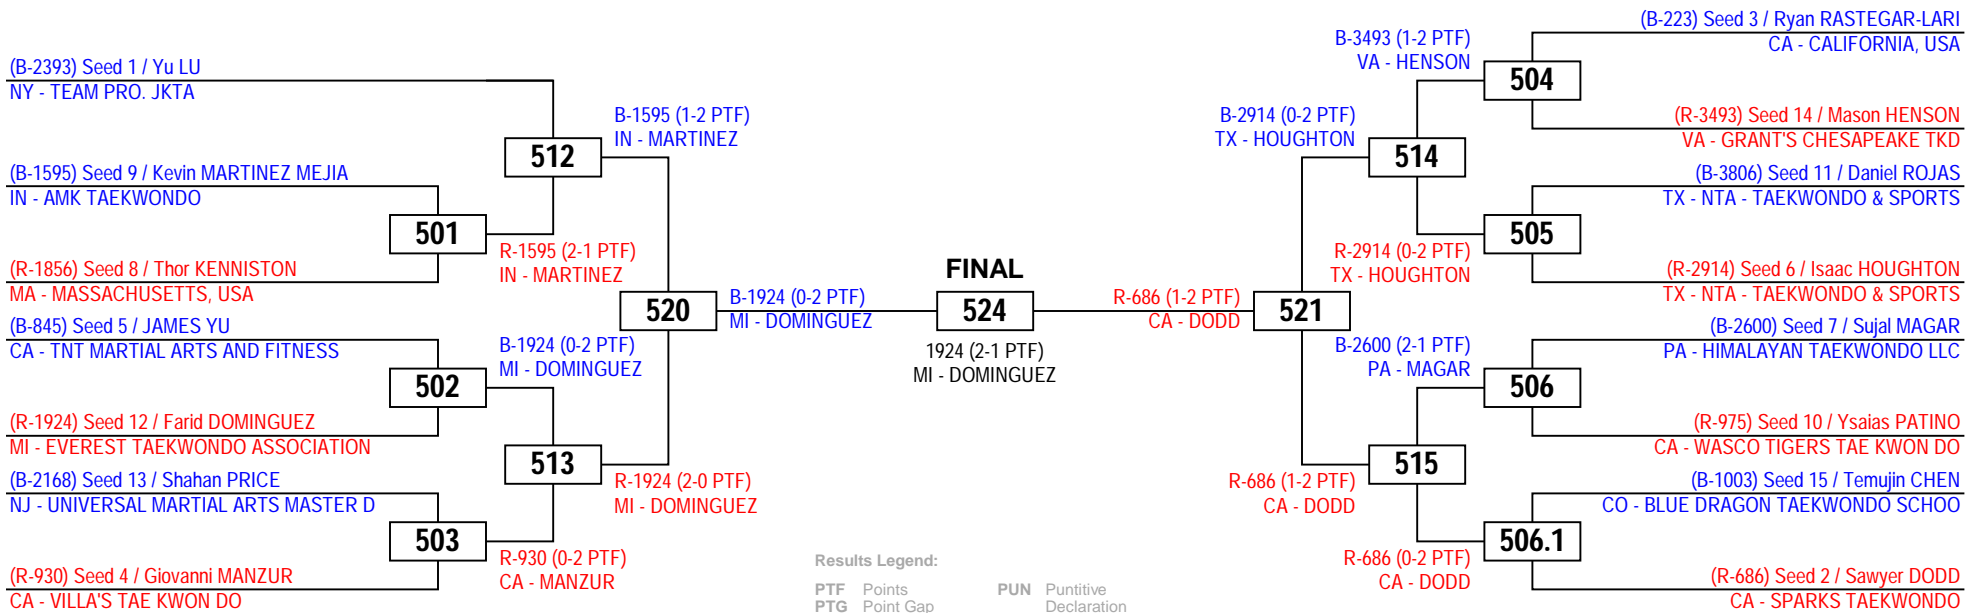 (B-2393) Seed 1 / Yu LU
NY - TEAM PRO. JKTA
(B-1595) Seed 9 / Kevin MARTINEZ MEJIA
IN - AMK TAEKWONDO
(R-1856) Seed 8 / Thor KENNISTON
MA - MASSACHUSETTS, USA
(B-845) Seed 5 / JAMES YU
CA - TNT MARTIAL ARTS AND FITNESS
(R-1924) Seed 12 / Farid DOMINGUEZ
MI - EVEREST TAEKWONDO ASSOCIATION
(B-2168) Seed 13 / Shahan PRICE
NJ - UNIVERSAL MARTIAL ARTS MASTER D
(R-930) Seed 4 / Giovanni MANZUR
CA - VILLA'S TAE KWON DO
501
502
503
R-1595 (2-1 PTF)
IN - MARTINEZ
B-1924 (0-2 PTF)
MI - DOMINGUEZ
R-930 (0-2 PTF)
CA - MANZUR
512
513
B-1595 (1-2 PTF)
IN - MARTINEZ
R-1924 (2-0 PTF)
MI - DOMINGUEZ
520
B-1924 (0-2 PTF)
MI - DOMINGUEZ
FINAL
524
1924 (2-1 PTF)
MI - DOMINGUEZ
R-686 (1-2 PTF)
CA - DODD
521
B-2914 (0-2 PTF)
TX - HOUGHTON
R-686 (1-2 PTF)
CA - DODD
514
515
B-3493 (1-2 PTF)
VA - HENSON
R-2914 (0-2 PTF)
TX - HOUGHTON
B-2600 (2-1 PTF)
PA - MAGAR
R-686 (0-2 PTF)
CA - DODD
504
505
506
506.1
(B-223) Seed 3 / Ryan RASTEGAR-LARI
CA - CALIFORNIA, USA
(R-3493) Seed 14 / Mason HENSON
VA - GRANT'S CHESAPEAKE TKD
(B-3806) Seed 11 / Daniel ROJAS
TX - NTA - TAEKWONDO & SPORTS
(R-2914) Seed 6 / Isaac HOUGHTON
TX - NTA - TAEKWONDO & SPORTS
(B-2600) Seed 7 / Sujal MAGAR
PA - HIMALAYAN TAEKWONDO LLC
(R-975) Seed 10 / Ysaias PATINO
CA - WASCO TIGERS TAE KWON DO
(B-1003) Seed 15 / Temujin CHEN
CO - BLUE DRAGON TAEKWONDO SCHOO
(R-686) Seed 2 / Sawyer DODD
CA - SPARKS TAEKWONDO
Results Legend:
PTF Points
PTG Point Gap
PUN Puntitive
Declaration